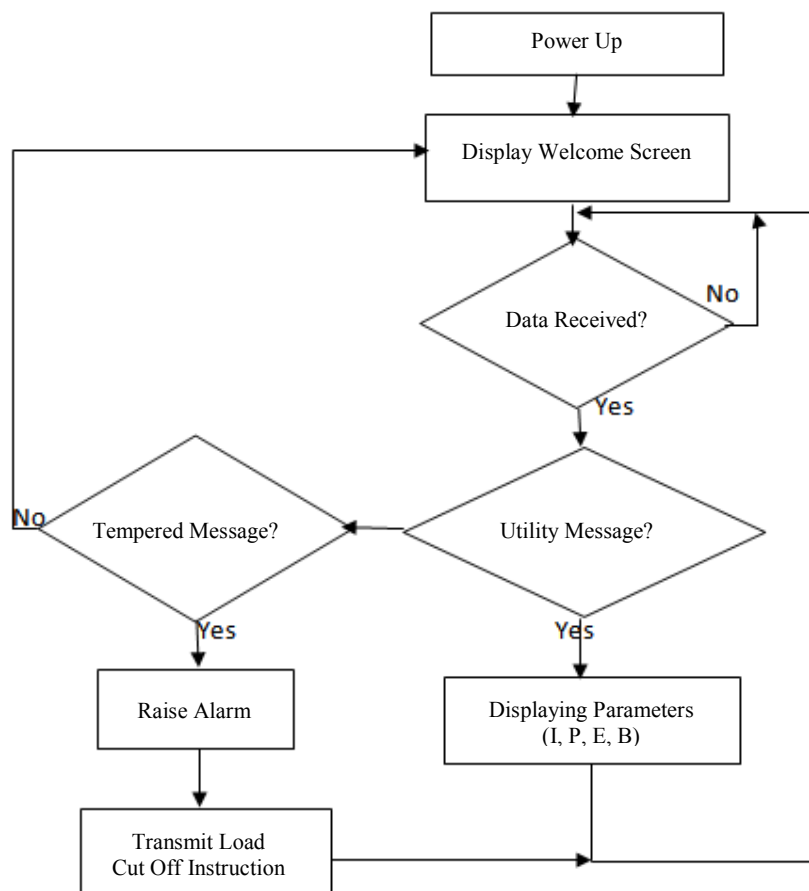 Power Up
Display Welcome Screen
No
Data Received?
Yes
No
Tempered Message?
Utility Message?
Yes
Yes
Raise Alarm
Displaying Parameters
(I, P, E, B)
Transmit Load
Cut Off Instruction